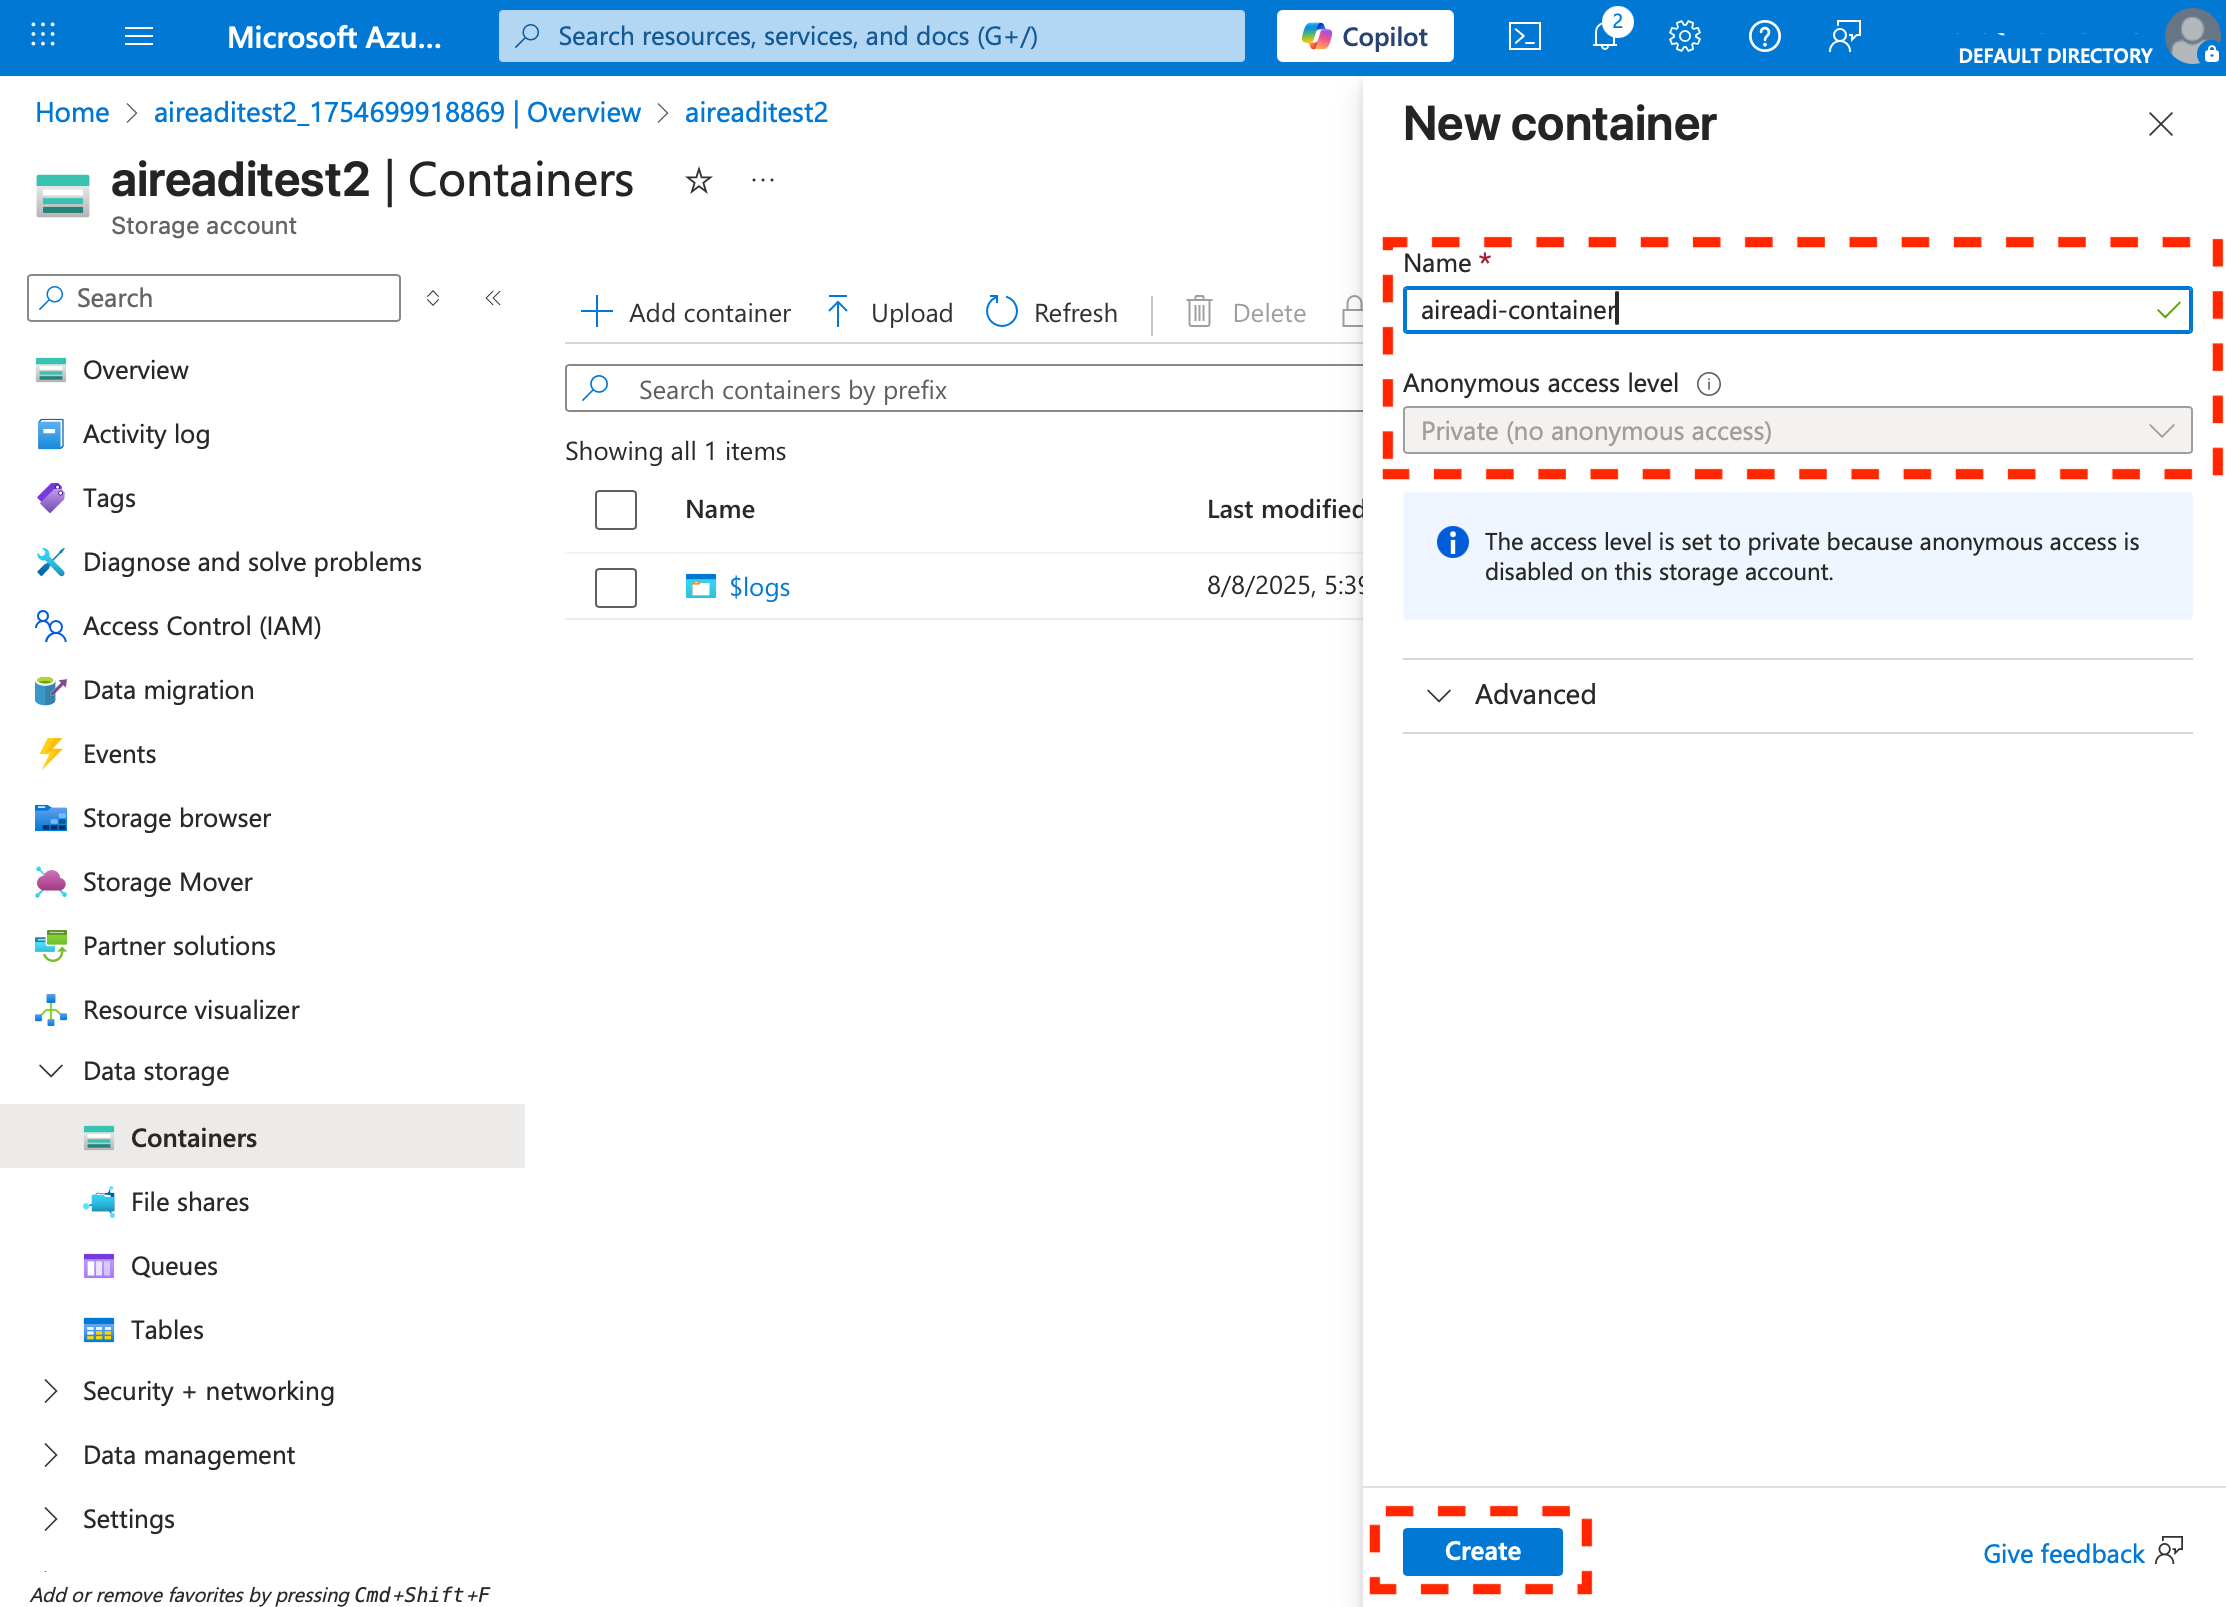 Microsoft Azu...
Search resources, services, and docs (G+/)
Copilot
2
DEFAULT DIRECTORY
Home > aireaditest2_1754699918869 | Overview > aireaditest2
aireaditest2 | Containers
Storage account
Search
Overview
Activity log
Tags
Diagnose and solve problems
Access Control (IAM)
Data migration
Events
Storage browser
Storage Mover
Partner solutions
Resource visualizer
Data storage
Containers
File shares
Queues
Tables
Security + networking
Data management
Settings
Add or remove favorites by pressing Cmd+Shift+F
Add container
Upload
Refresh
Delete
Search containers by prefix
Showing all 1 items
Name
Last modified
$logs
8/8/2025, 5:39
New container
Name *
aireadi-container
Anonymous access level
Private (no anonymous access)
The access level is set to private because anonymous access is
disabled on this storage account.
Advanced
Create
Give feedback